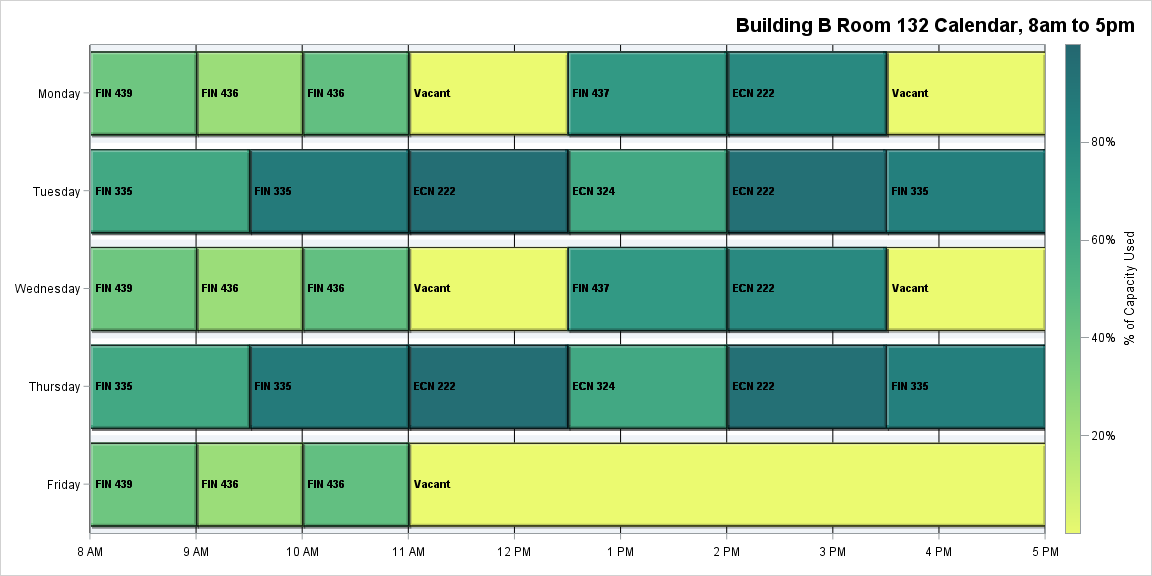 Building B Room 132 Calendar, 8am to 5pm
Monday
FIN 439
FIN 436
FIN 436
Vacant
FIN 437
ECN 222
Vacant
Tuesday
FIN 335
FIN 335
ECN 222
ECN 324
ECN 222
FIN 335
Wednesday
FIN 439
FIN 436
FIN 436
Vacant
FIN 437
ECN 222
Vacant
Thursday
FIN 335
FIN 335
ECN 222
ECN 324
ECN 222
FIN 335
Friday
FIN 439
FIN 436
FIN 436
Vacant
8 AM
9 AM
10 AM
11 AM
12 PM
1 PM
2 PM
3 PM
4 PM
5 PM
80%
60%
40%
20%
% of Capacity Used